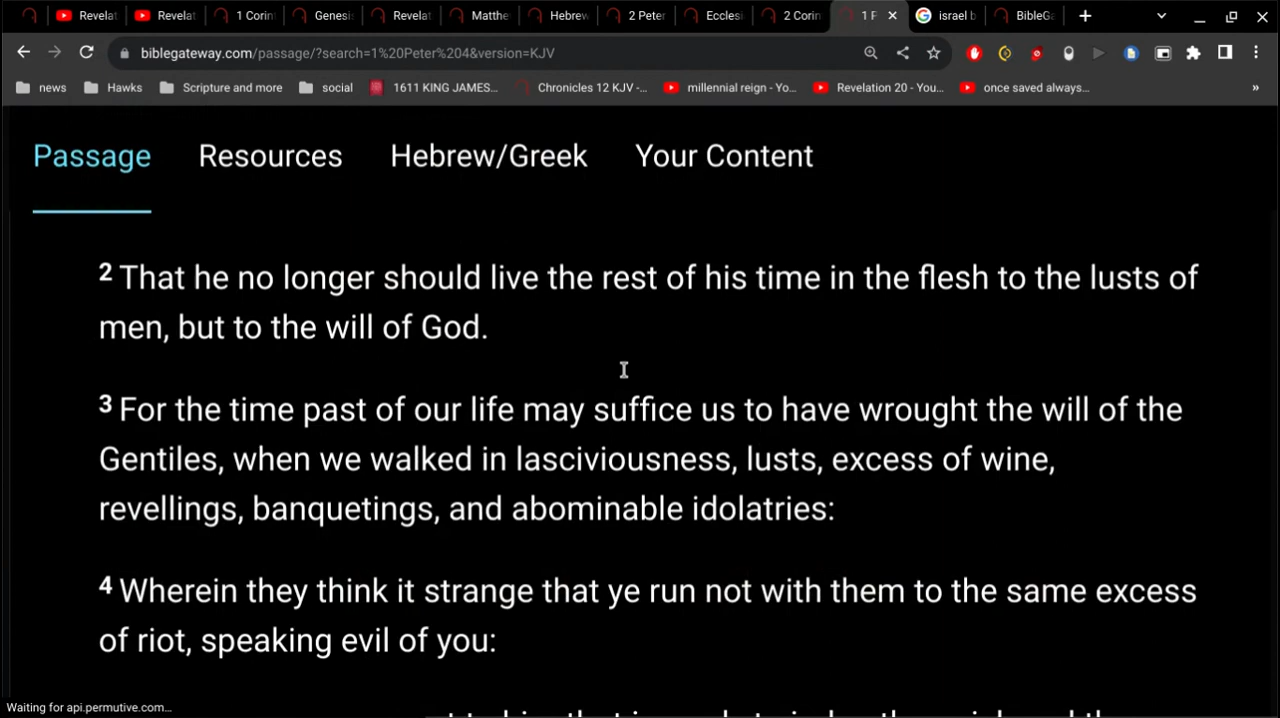 Revelat Revelat 1 Corin Genesi Revelat Matthe Hebrew 2 Peter Ecclesi 2 Corin 1 P israel b BibleGa
biblegateway.com/passage/?search=1%20Peter%204&version=KJV
news Hawks Scripture and more social 1611 KING JAMES... Chronicles 12 KJV -... millennial reign - Yo... Revelation 20 - You... once saved always... »
Passage Resources Hebrew/Greek Your Content
2 That he no longer should live the rest of his time in the flesh to the lusts of
men, but to the will of God.
3 For the time past of our life may suffice us to have wrought the will of the
Gentiles, when we walked in lasciviousness, lusts, excess of wine,
revellings, banquetings, and abominable idolatries:
4 Wherein they think it strange that ye run not with them to the same excess
of riot, speaking evil of you:
Waiting for api.permutive.com...